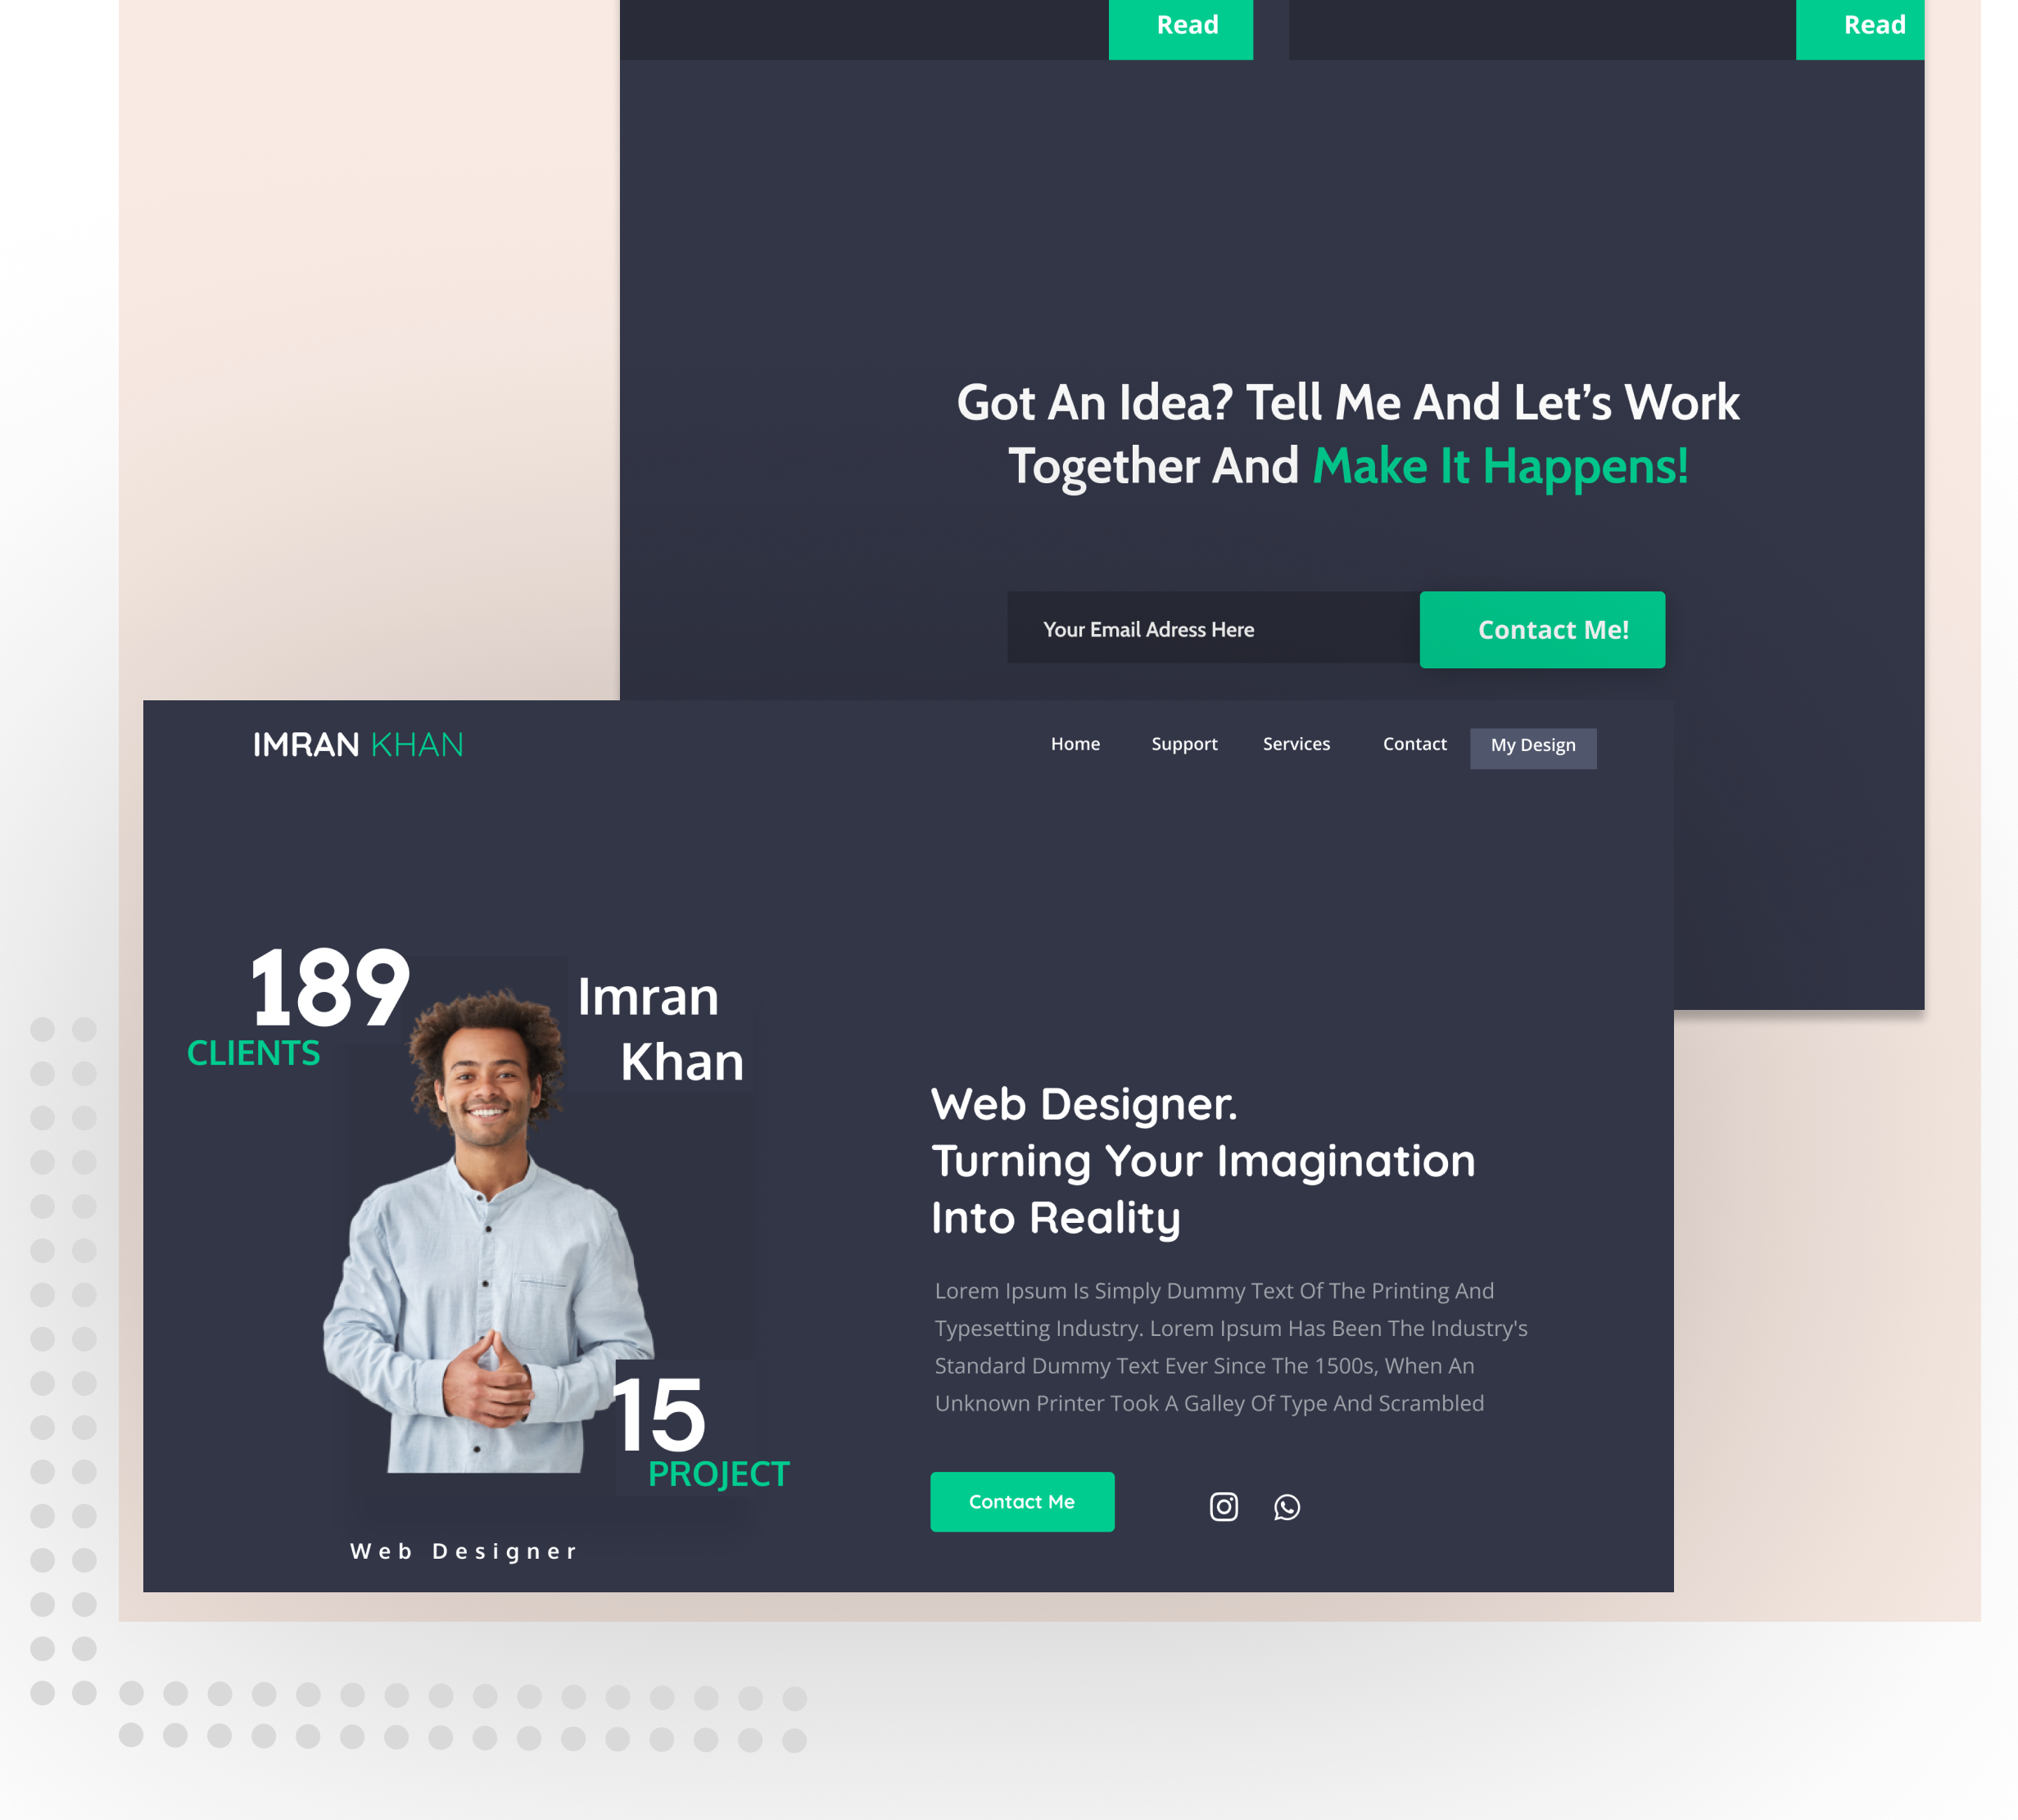 Read
Read
Got An Idea? Tell Me And Let’s Work
Together And Make It Happens!
Your Email Adress Here
Contact Me!
IMRAN KHAN
Home
Support
Services
Contact
My Design
189
CLIENTS
Imran
Khan
15
PROJECT
Web Designer
Web Designer.
Turning Your Imagination
Into Reality
Lorem Ipsum Is Simply Dummy Text Of The Printing And
Typesetting Industry. Lorem Ipsum Has Been The Industry's
Standard Dummy Text Ever Since The 1500s, When An
Unknown Printer Took A Galley Of Type And Scrambled
Contact Me